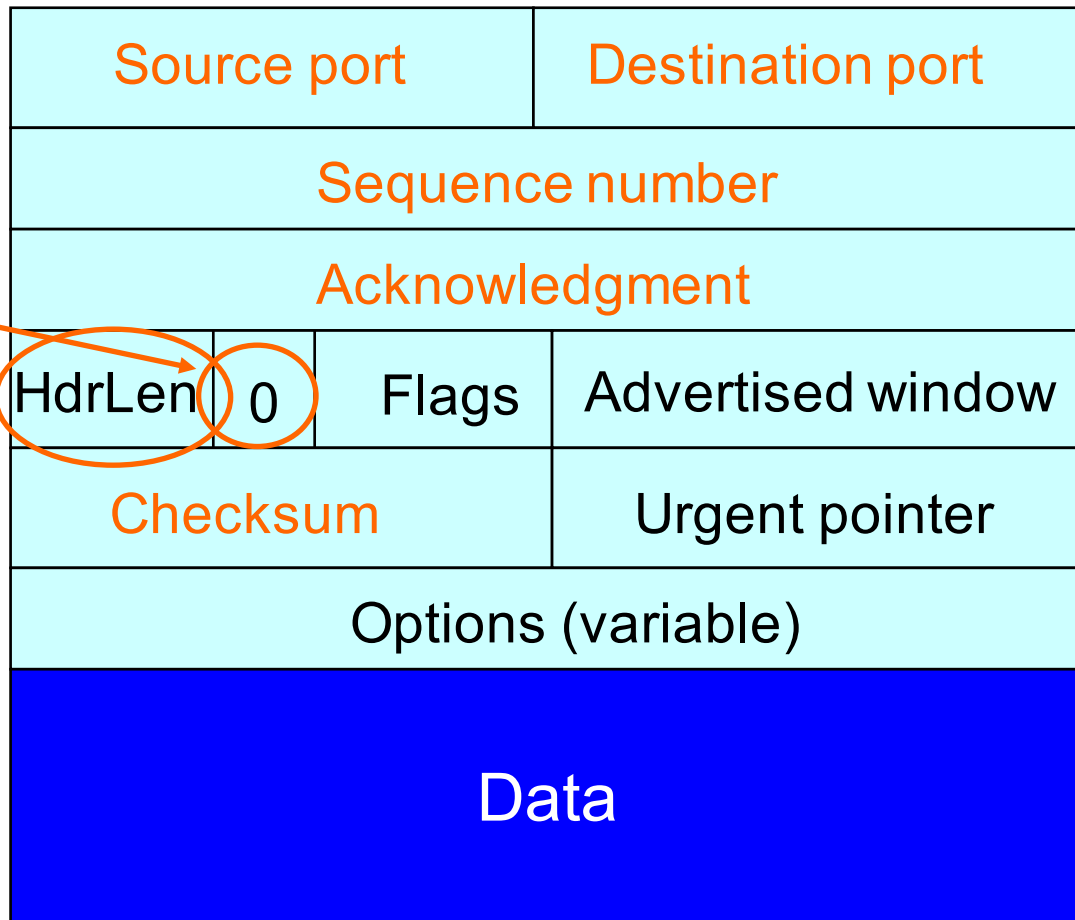 Source port Destination port
Sequence number
Acknowledgment
HdrLen 0 Flags Advertised window
Checksum Urgent pointer
Options (variable)
Data